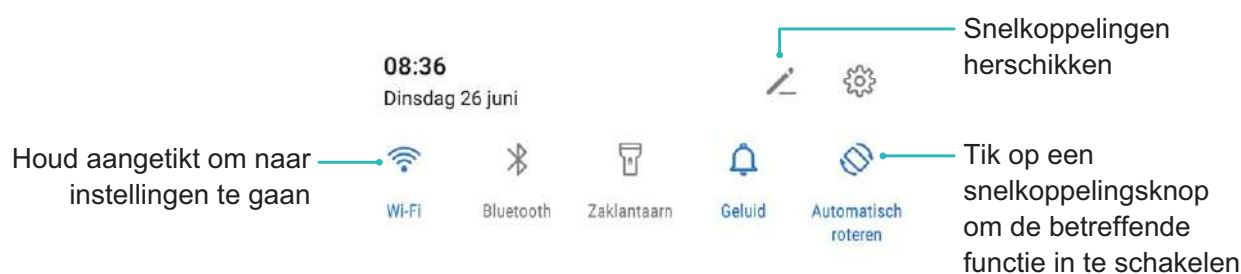 Snelkoppelingen
herschikken
08:36
Dinsdag 26 juni
Houd aangetikt om naar
instellingen te gaan
Wi-Fi
Bluetooth
Zaklantaarn
Geluid
Automatisch
roteren
Tik op een
snelkoppelingsknop
om de betreffende
functie in te schakelen